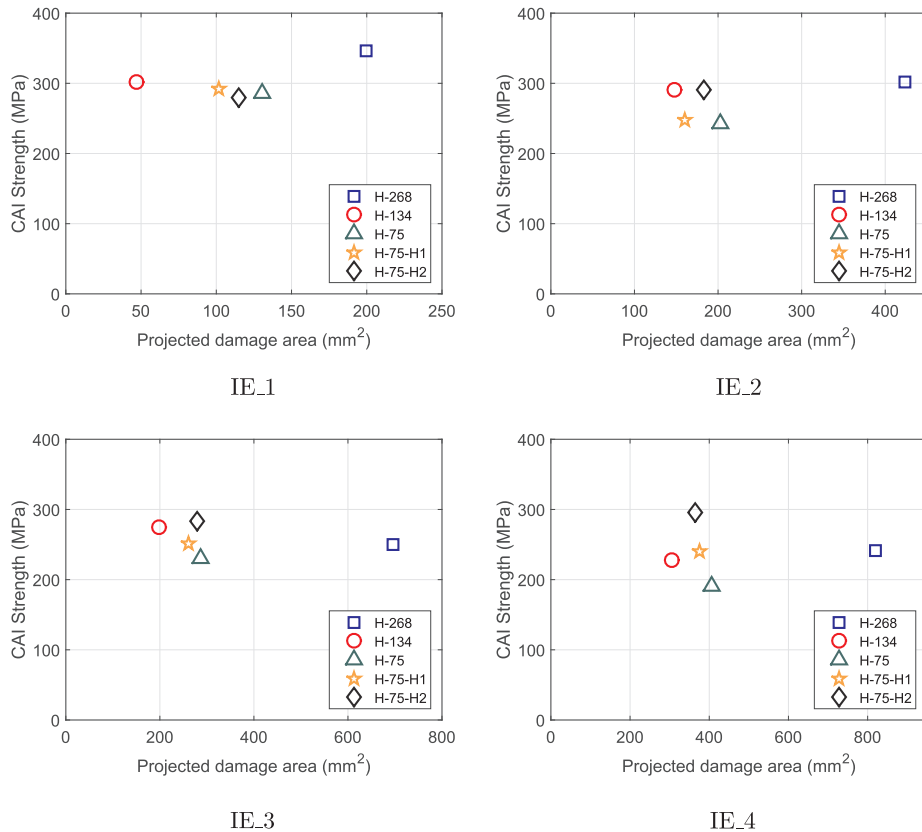 400
300
200
100
0
CAI Strength (MPa)
H-268
H-134
H-75
H-75-H1
H-75-H2
0 50 100 150 200 250
Projected damage area (mm²)
IE_1
400
300
200
100
0
CAI Strength (MPa)
H-268
H-134
H-75
H-75-H1
H-75-H2
0 100 200 300 400
Projected damage area (mm²)
IE_2
400
300
200
100
0
CAI Strength (MPa)
H-268
H-134
H-75
H-75-H1
H-75-H2
0 200 400 600 800
Projected damage area (mm²)
IE_3
400
300
200
100
0
CAI Strength (MPa)
H-268
H-134
H-75
H-75-H1
H-75-H2
0 200 400 600 800
Projected damage area (mm²)
IE_4